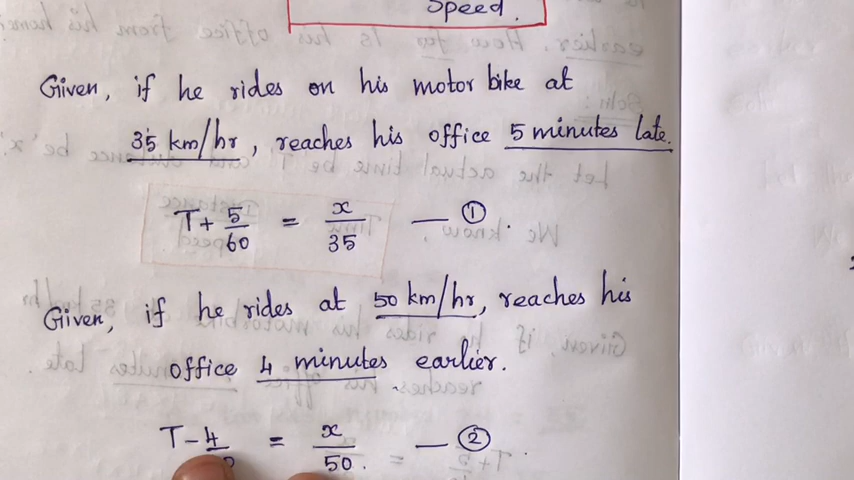 Speed.
Given, if he rides on his motor bike at
35 km/hr, reaches his office 5 minutes late.
T + 5/60 = x/35 — ①.
Given, if he rides at 50 km/hr, reaches his
office 4 minutes earlier.
T - 4/ = x/50. — ②.